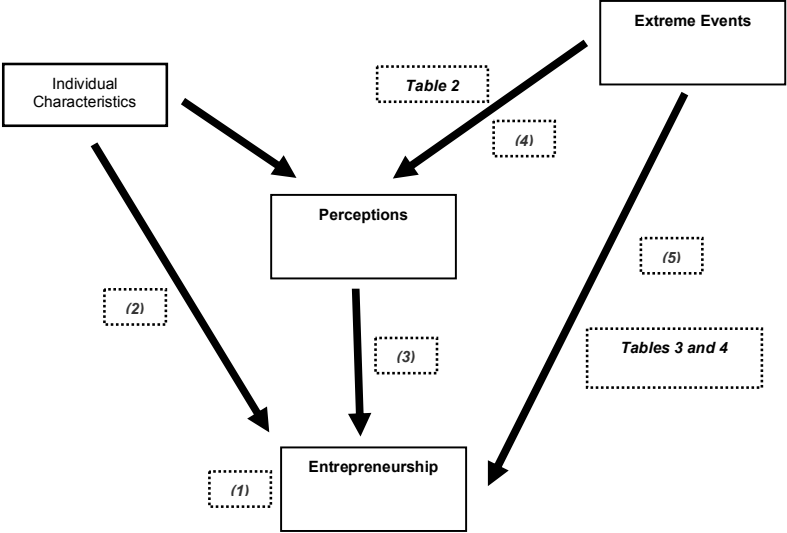 Extreme Events
Individual
Characteristics
Table 2
(4)
Perceptions
(5)
(2)
Tables 3 and 4
(3)
Entrepreneurship
(1)